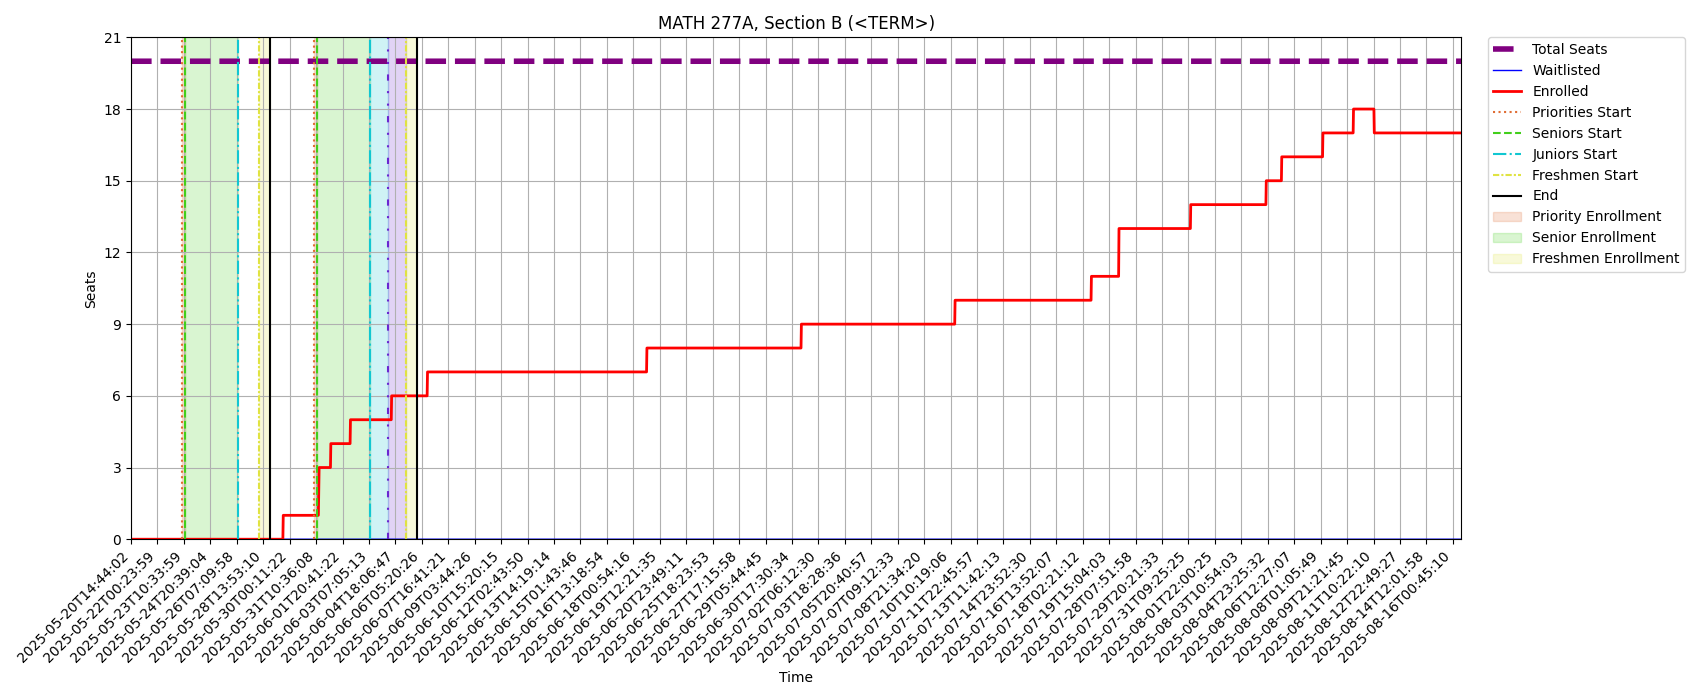 MATH 277A, Section B (<TERM>)
21
18
15
12
9
6
3
0
Seats
2025-05-20T14:44:02
2025-05-22T00:23:59
2025-05-23T10:33:59
2025-05-24T20:39:04
2025-05-26T07:09:58
2025-05-28T13:53:10
2025-05-30T00:11:22
2025-05-31T10:36:08
2025-06-01T20:41:22
2025-06-03T07:05:13
2025-06-04T18:06:47
2025-06-06T05:20:26
2025-06-07T16:41:21
2025-06-09T03:44:26
2025-06-10T15:20:15
2025-06-12T02:43:50
2025-06-13T14:19:14
2025-06-15T01:43:46
2025-06-16T13:18:54
2025-06-18T00:54:16
2025-06-19T12:21:35
2025-06-20T23:49:11
2025-06-25T18:23:53
2025-06-27T17:15:58
2025-06-29T05:44:45
2025-06-30T17:30:34
2025-07-02T06:12:30
2025-07-03T18:28:36
2025-07-05T20:40:57
2025-07-07T09:12:33
2025-07-08T21:34:20
2025-07-10T10:19:06
2025-07-11T22:45:57
2025-07-13T11:42:13
2025-07-14T23:52:30
2025-07-16T13:52:07
2025-07-18T02:21:12
2025-07-19T15:04:03
2025-07-28T07:51:58
2025-07-29T20:21:33
2025-07-31T09:25:25
2025-08-01T22:00:25
2025-08-03T10:54:03
2025-08-04T23:25:32
2025-08-06T12:27:07
2025-08-08T01:05:49
2025-08-09T21:21:45
2025-08-11T10:22:10
2025-08-12T22:49:27
2025-08-14T12:01:58
2025-08-16T00:45:10
Time
Total Seats
Waitlisted
Enrolled
Priorities Start
Seniors Start
Juniors Start
Freshmen Start
End
Priority Enrollment
Senior Enrollment
Freshmen Enrollment